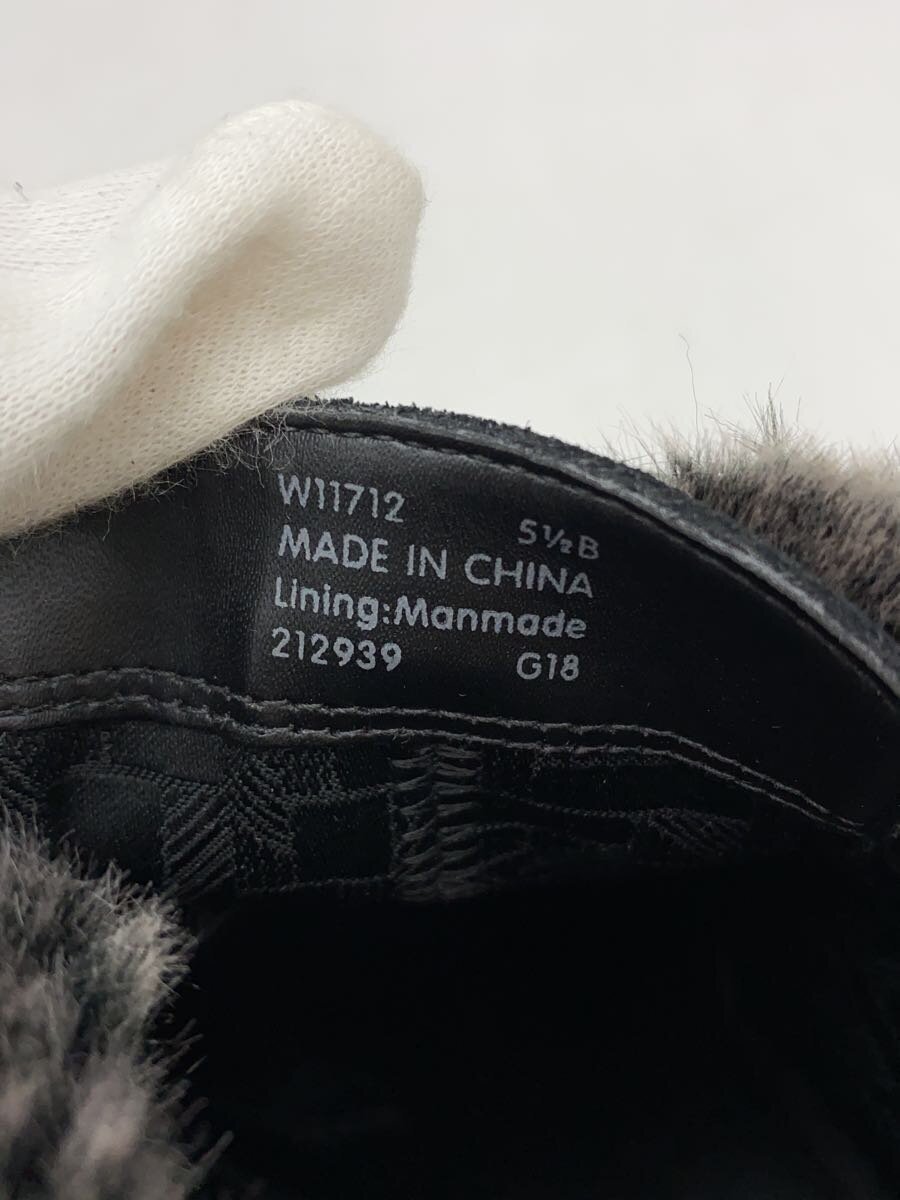 W11712 5½B
MADE IN CHINA
Lining:Manmade
212939 G18